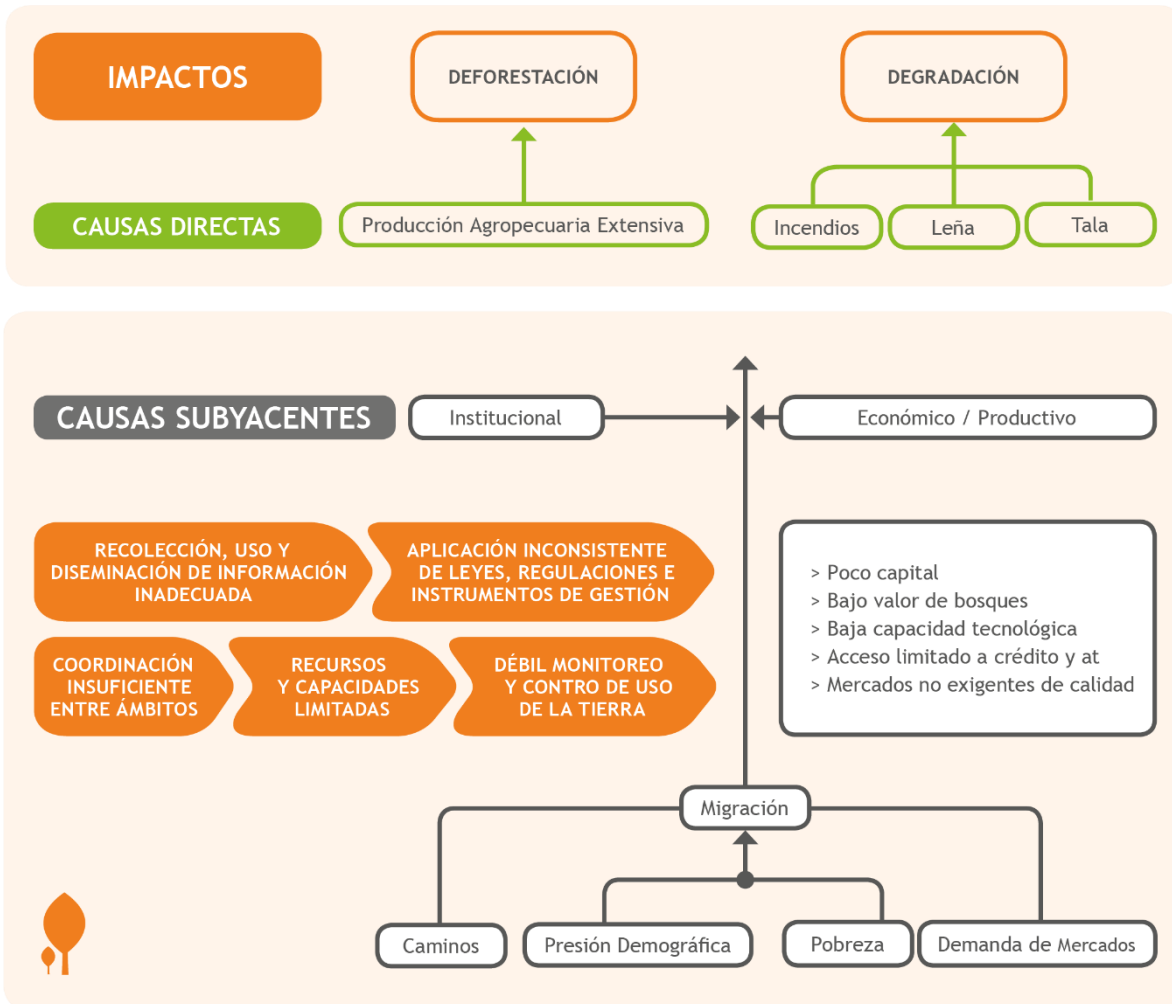 IMPACTOS
DEFORESTACIÓN
DEGRADACIÓN
CAUSAS DIRECTAS
Producción Agropecuaria Extensiva
Incendios
Leña
Tala
CAUSAS SUBYACENTES
Institucional
Económico / Productivo
RECOLECCIÓN, USO Y
DISEMINACIÓN DE INFORMACIÓN
INADECUADA
APLICACIÓN INCONSISTENTE
DE LEYES, REGULACIONES E
INSTRUMENTOS DE GESTIÓN
COORDINACIÓN
INSUFICIENTE
ENTRE ÁMBITOS
RECURSOS
Y CAPACIDADES
LIMITADAS
DÉBIL MONITOREO
Y CONTRO DE USO
DE LA TIERRA
> Poco capital
> Bajo valor de bosques
> Baja capacidad tecnológica
> Acceso limitado a crédito y at
> Mercados no exigentes de calidad
Migración
Caminos
Presión Demográfica
Pobreza
Demanda de Mercados